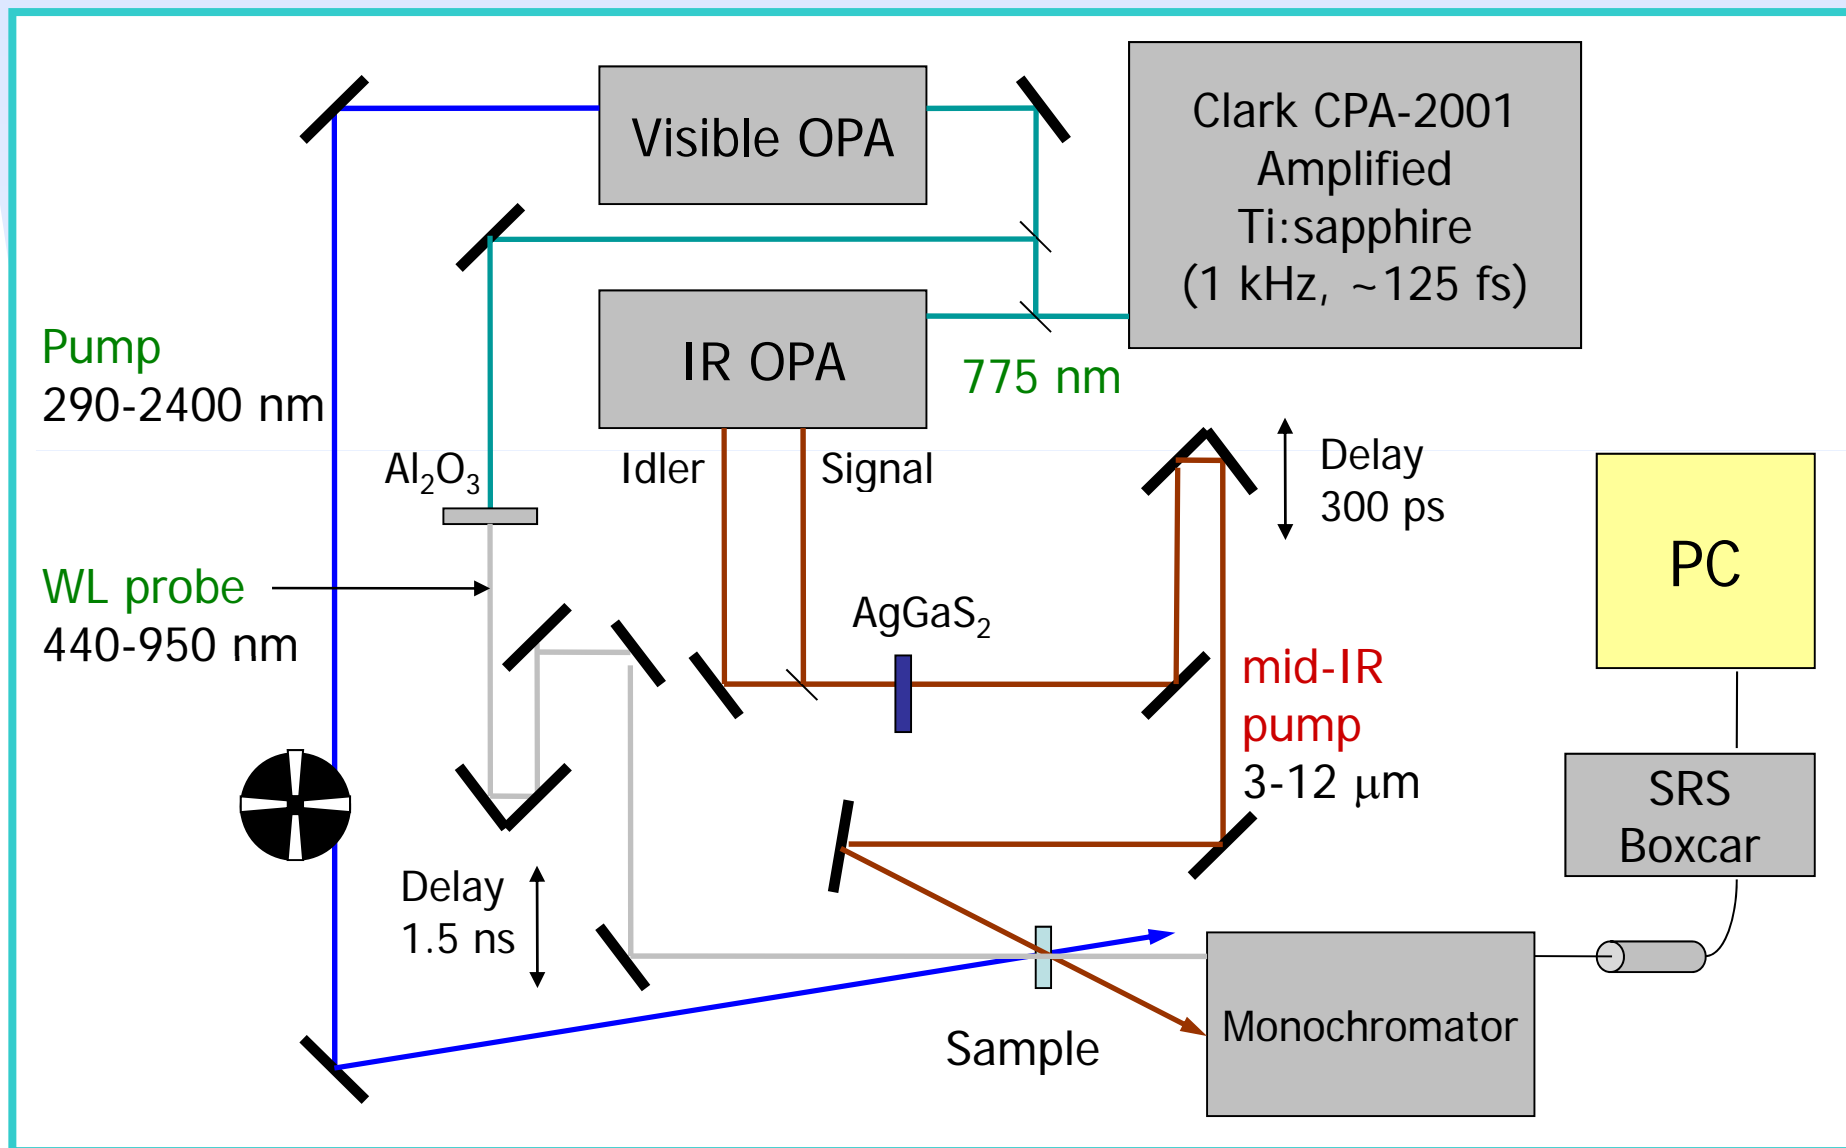 Visible OPA
Clark CPA-2001
Amplified
Ti:sapphire
(1 kHz, ~125 fs)
Pump
290-2400 nm
IR OPA
775 nm
Al₂O₃
Idler
Signal
Delay
300 ps
PC
WL probe
440-950 nm
AgGaS₂
mid-IR
pump
3-12 µm
SRS
Boxcar
Delay
1.5 ns
Sample
Monochromator